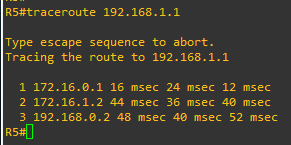 R5#traceroute 192.168.1.1
Type escape sequence to abort.
Tracing the route to 192.168.1.1
1 172.16.0.1 16 msec 24 msec 12 msec
2 172.16.1.2 44 msec 36 msec 40 msec
3 192.168.0.2 48 msec 40 msec 52 msec
R5#